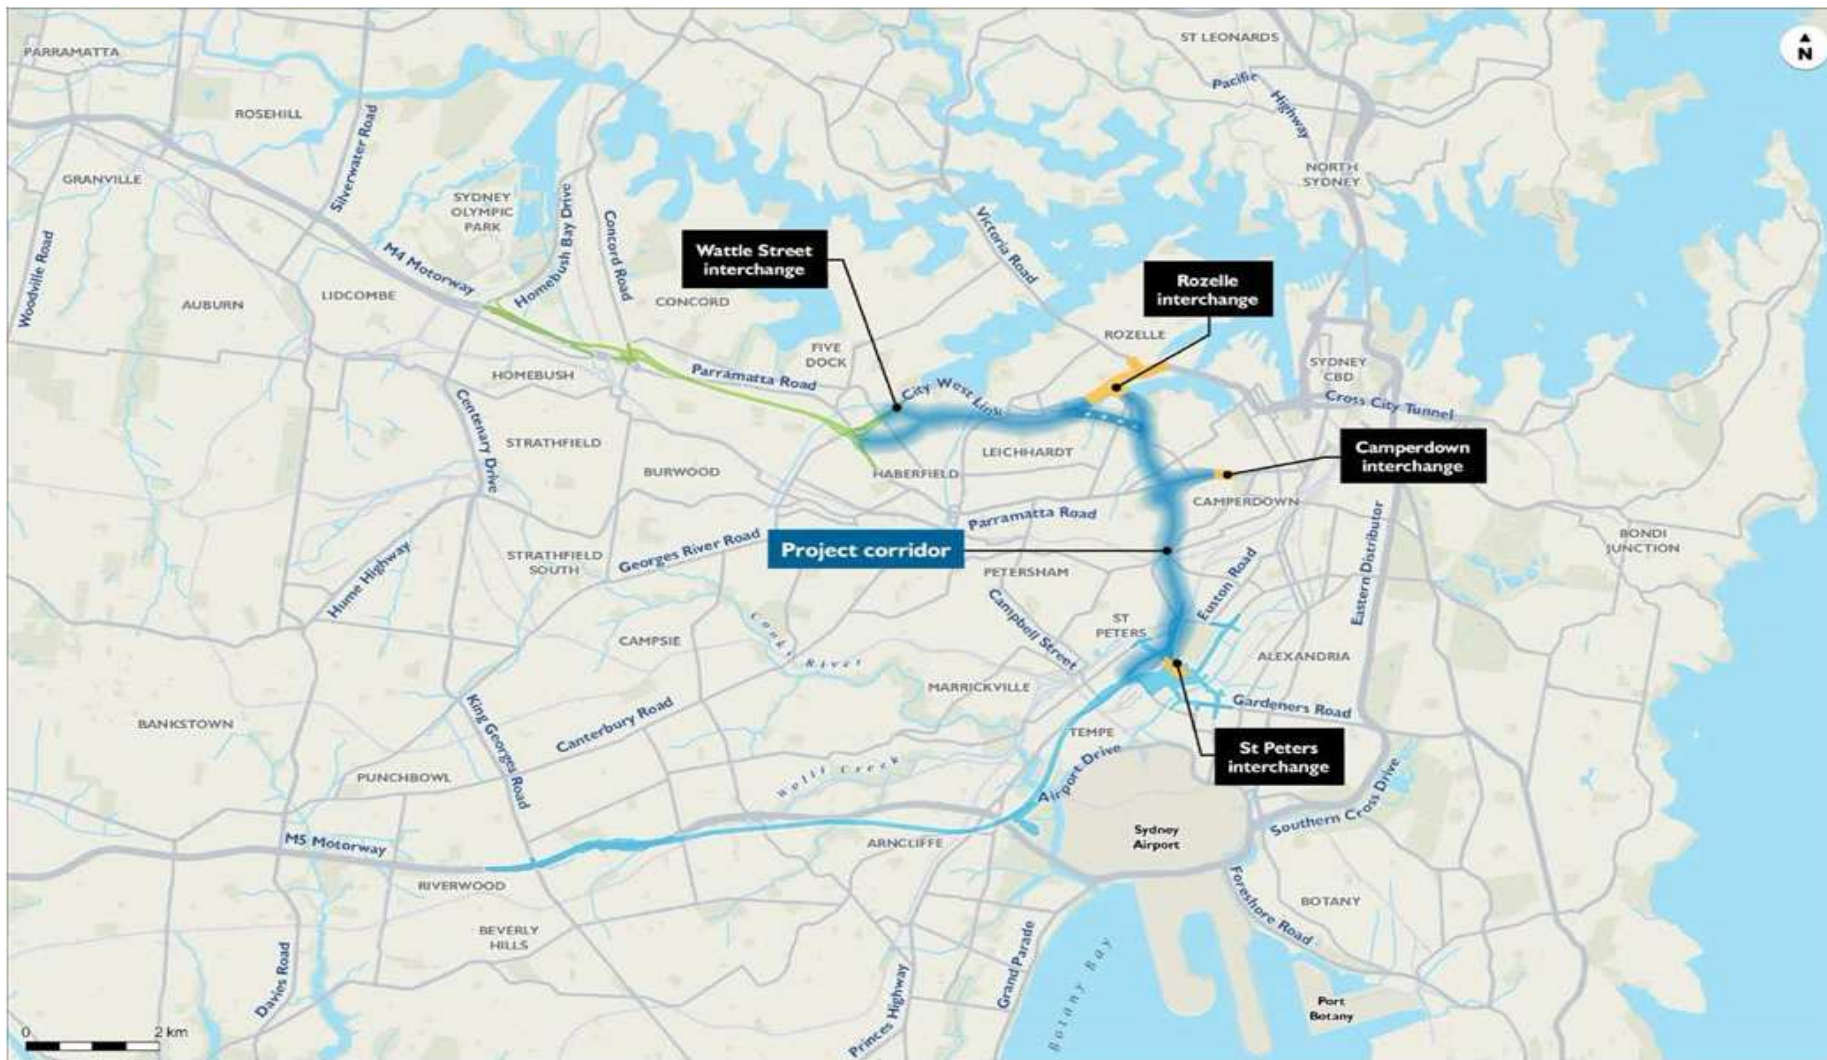 PARRAMATTA
ST LEONARDS
N
Pacific
Highway
ROSEHILL
Silverwater Road
GRANVILLE
SYDNEY
OLYMPIC
PARK
NORTH
SYDNEY
Homebush Bay Drive
Concord Road
Victoria Road
Woodville Road
M4 Motorway
Wattle Street
interchange
Rozelle
interchange
AUBURN
LIDCOMBE
CONCORD
ROZELLE
FIVE
DOCK
SYDNEY
CBD
HOMEBUSH
Parramatta Road
City West Link
Cross City Tunnel
Centenary Drive
STRATHFIELD
BURWOOD
HABERFIELD
LEICHHARDT
Camperdown
interchange
CAMPERDOWN
Parramatta Road
Eastern Distributor
BONDI
JUNCTION
Project corridor
STRATHFIELD
SOUTH
Georges River Road
Hume Highway
PETERSHAM
Euston Road
Campbell Street
ST
PETERS
CAMPSIE
Cooks River
ALEXANDRIA
MARRICKVILLE
BANKSTOWN
King Georges Road
Canterbury Road
Gardeners Road
TEMPE
St Peters
interchange
PUNCHBOWL
Wolli Creek
Airport Drive
Southern Cross Drive
M5 Motorway
ARNCLIFFE
Sydney
Airport
RIVERWOOD
BEVERLY
HILLS
Foreshore Road
BOTANY
Davies Road
Princes Highway
Grand Parade
Botany Bay
Port
Botany
0
2 km